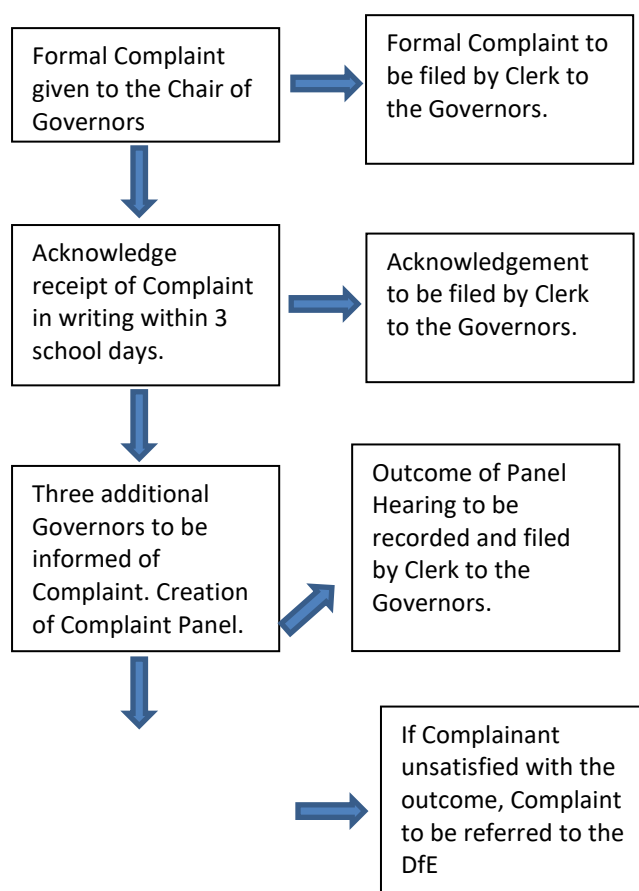 Formal Complaint
given to the Chair of
Governors
Formal Complaint to
be filed by Clerk to
the Governors.
Acknowledge
receipt of Complaint
in writing within 3
school days.
Acknowledgement
to be filed by Clerk
to the Governors.
Three additional
Governors to be
informed of
Complaint. Creation
of Complaint Panel.
Outcome of Panel
Hearing to be
recorded and filed
by Clerk to the
Governors.
If Complainant
unsatisfied with the
outcome, Complaint
to be referred to the
DfE